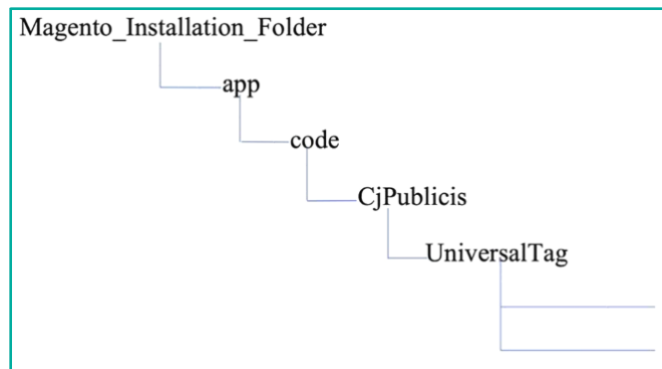 Magento_Installation_Folder
app
code
CjPublicis
UniversalTag